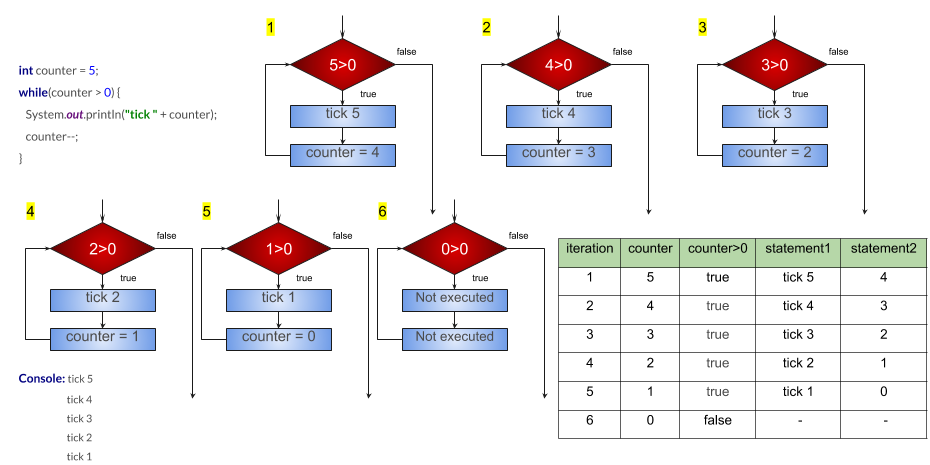 int counter = 5;
while(counter > 0) {
System.out.println("tick " + counter);
counter--;
}
1
5>0
false
true
tick 5
counter = 4
2
4>0
false
true
tick 4
counter = 3
3
3>0
false
true
tick 3
counter = 2
4
2>0
false
true
tick 2
counter = 1
5
1>0
false
true
tick 1
counter = 0
6
0>0
false
true
Not executed
Not executed
iteration counter counter>0 statement1 statement2
1 5 true tick 5 4
2 4 true tick 4 3
3 3 true tick 3 2
4 2 true tick 2 1
5 1 true tick 1 0
6 0 false - -
Console: tick 5
tick 4
tick 3
tick 2
tick 1